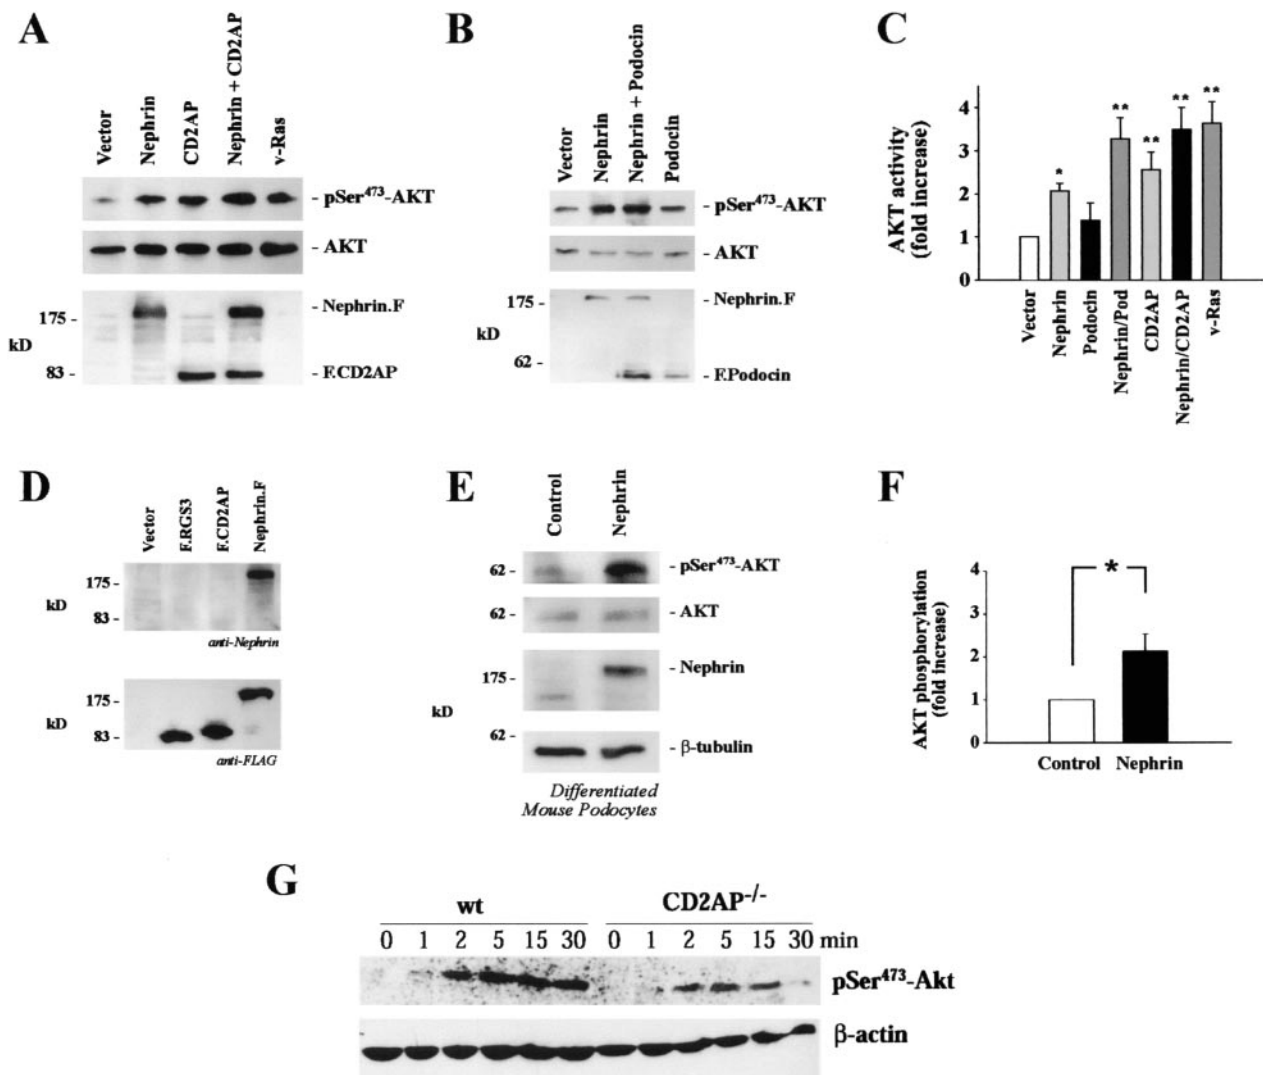 A
Vector
Nephrin
CD2AP
Nephrin + CD2AP
v-Ras
- pSer473-AKT
- AKT
- Nephrin.F
175 -
kD
83 -
- F.CD2AP
B
Vector
Nephrin
Nephrin + Podocin
Podocin
- pSer473-AKT
- AKT
175 -
- Nephrin.F
kD
62 -
- F.Podocin
C
AKT activity
(fold increase)
4
3
2
1
0
*
**
**
**
**
Vector
Nephrin
Podocin
Nephrin/Pod
CD2AP
Nephrin/CD2AP
v-Ras
D
Vector
F.RGS3
F.CD2AP
Nephrin.F
175 -
kD
83 -
anti-Nephrin
175 -
kD
83 -
anti-FLAG
E
Control
Nephrin
62 -
- pSer473-AKT
62 -
- AKT
- Nephrin
175 -
kD
62 -
- β-tubulin
Differentiated
Mouse Podocytes
F
AKT phosphorylation
(fold increase)
4
3
2
1
0
*
Control Nephrin
G
wt CD2AP-/-
0 1 2 5 15 30 0 1 2 5 15 30 min
pSer473-Akt
β-actin